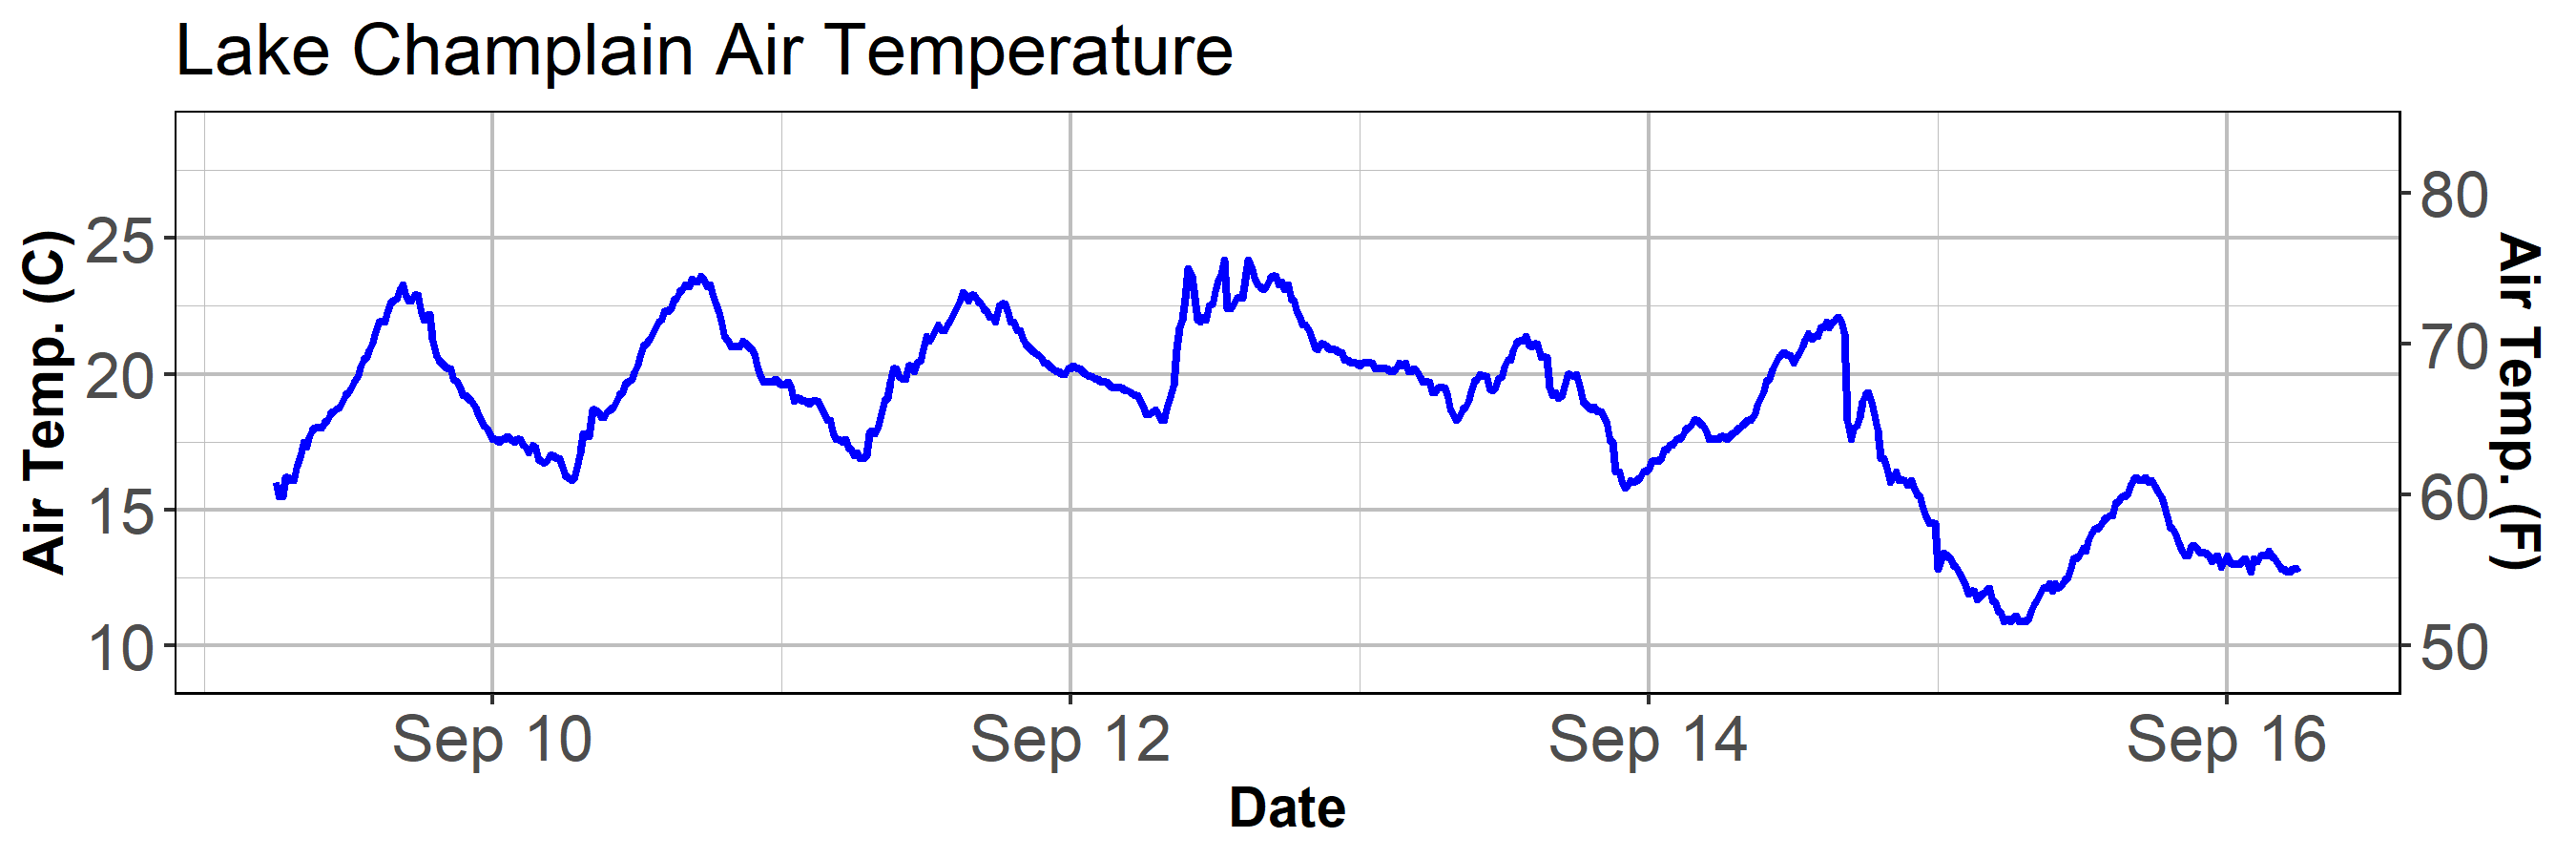 Lake Champlain Air Temperature
Air Temp. (C)
25
20
15
10
80
70
60
50
Air Temp. (F)
Sep 10
Sep 12
Sep 14
Sep 16
Date